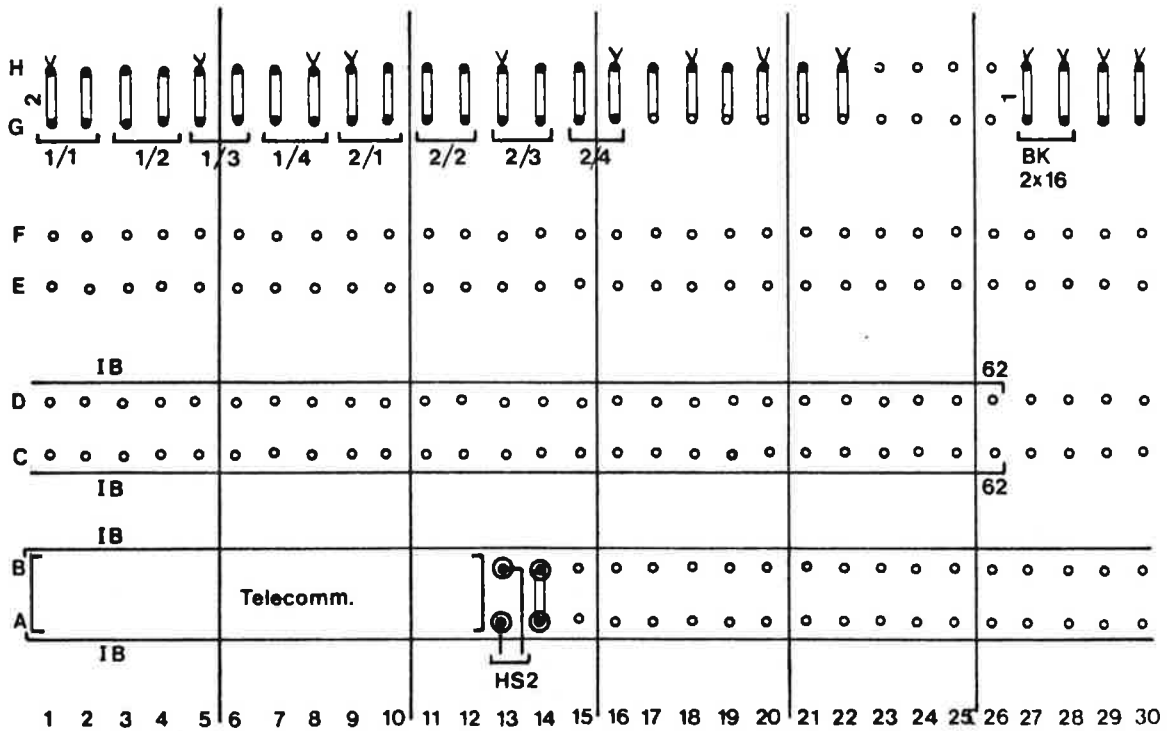 H
2
1
G
1/1 1/2 1/3 1/4 2/1 2/2 2/3 2/4 BK
2x16
F
E
IB 62
D
C
IB 62
IB
B
Telecomm.
A
IB
HS2
1 2 3 4 5 6 7 8 9 10 11 12 13 14 15 16 17 18 19 20 21 22 23 24 25 26 27 28 29 30